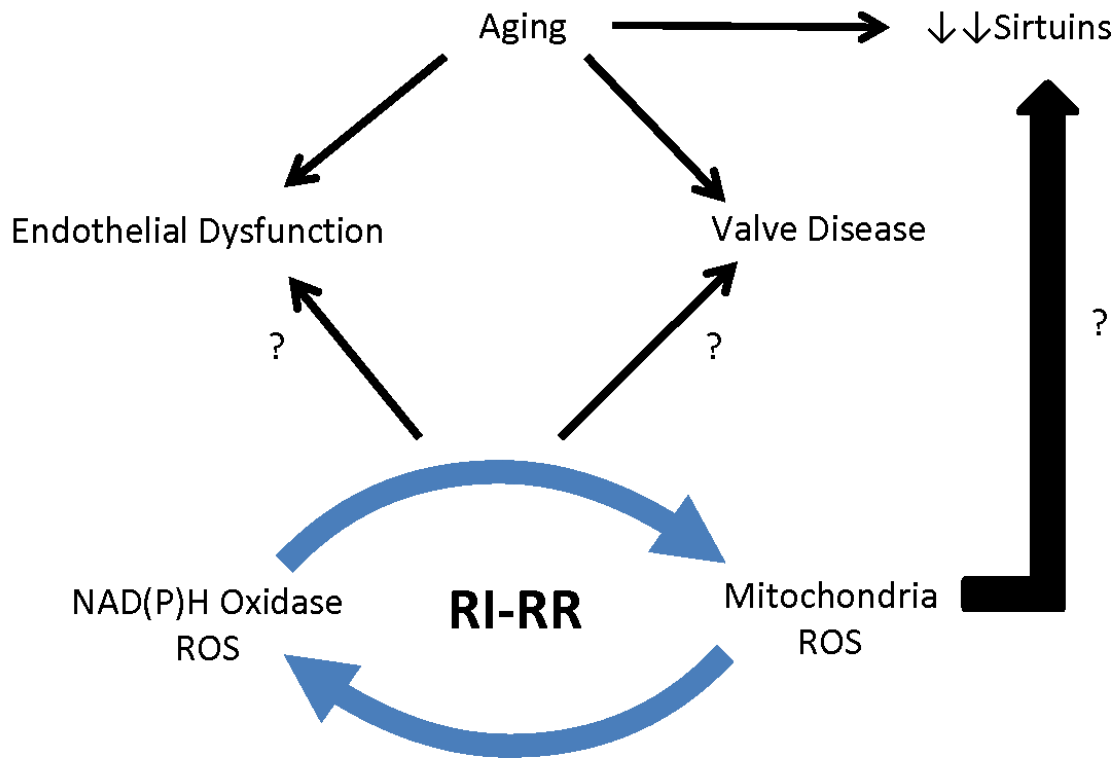 Aging
↓↓Sirtuins
Endothelial Dysfunction
Valve Disease
?
?
?
NAD(P)H Oxidase
ROS
RI-RR
Mitochondria
ROS